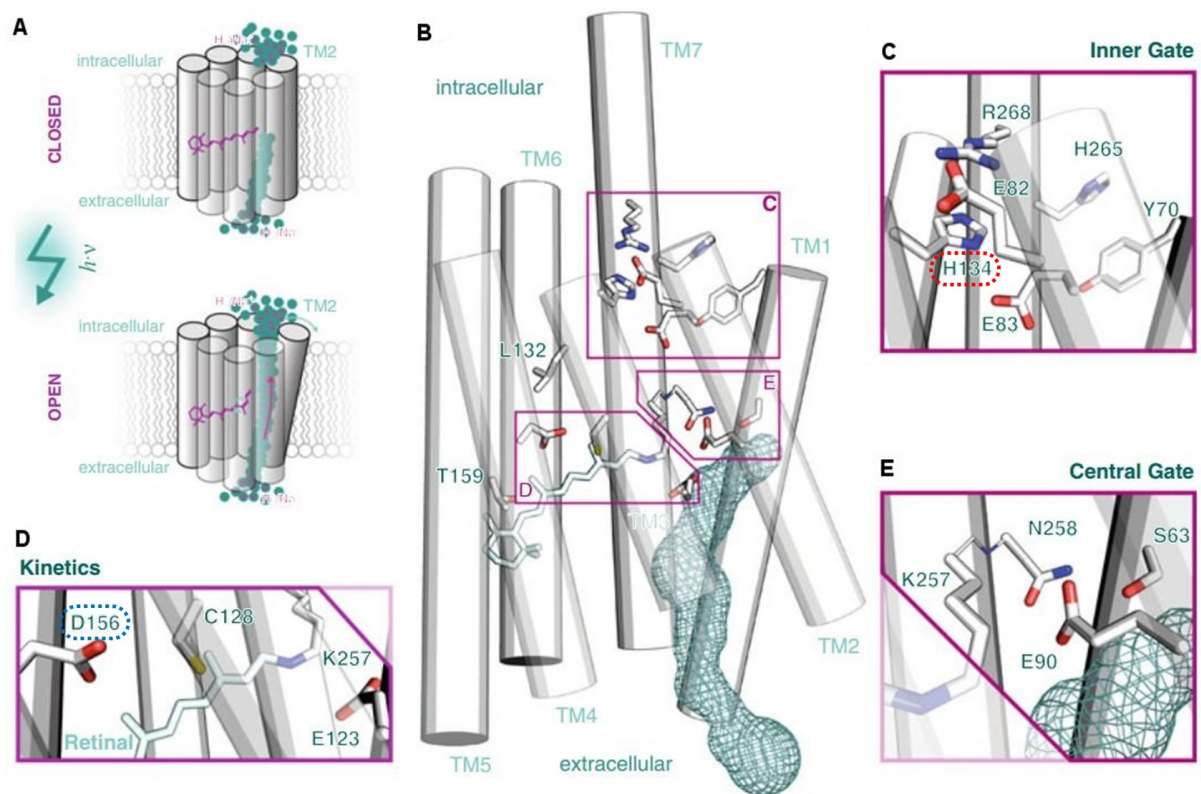 A
intracellular
TM2
CLOSED
extracellular
h·ν
intracellular
TM2
OPEN
extracellular
B
TM7
intracellular
TM6
C
TM1
L132
E
T159
D
TM3
TM2
TM4
TM5
extracellular
C
Inner Gate
R268
H265
E82
Y70
H134
E83
D
Kinetics
D156
C128
K257
Retinal
E123
E
Central Gate
N258
S63
K257
E90